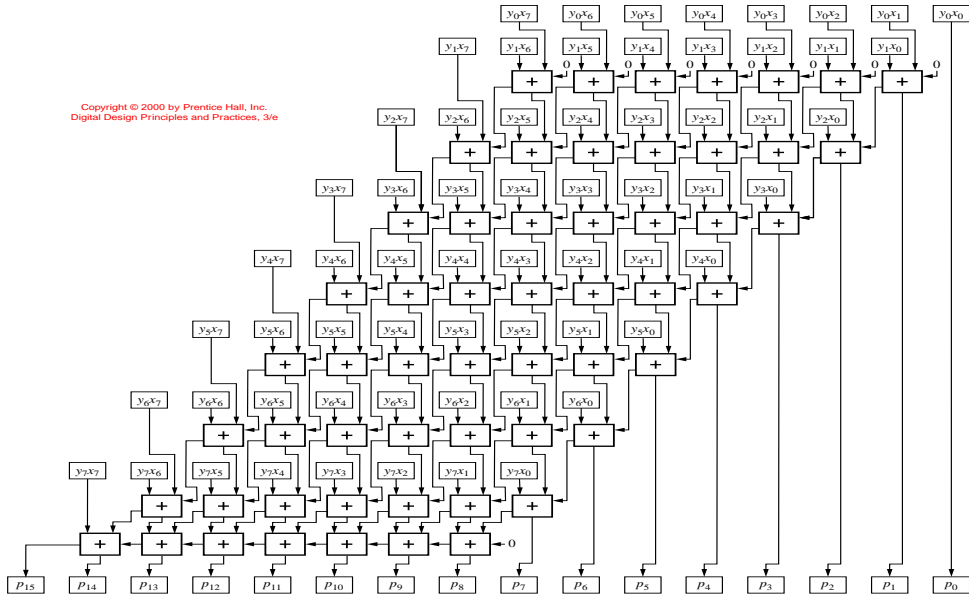 y0x7 y0x6 y0x5 y0x4 y0x3 y0x2 y0x1 y0x0
y1x7 y1x6 y1x5 y1x4 y1x3 y1x2 y1x1 y1x0
0 0 0 0 0 0 0
+ + + + + + +
Copyright © 2000 by Prentice Hall, Inc.
Digital Design Principles and Practices, 3/e
y2x7 y2x6 y2x5 y2x4 y2x3 y2x2 y2x1 y2x0
+ + + + + + +
y3x7 y3x6 y3x5 y3x4 y3x3 y3x2 y3x1 y3x0
+ + + + + + +
y4x7 y4x6 y4x5 y4x4 y4x3 y4x2 y4x1 y4x0
+ + + + + + +
y5x7 y5x6 y5x5 y5x4 y5x3 y5x2 y5x1 y5x0
+ + + + + + +
y6x7 y6x6 y6x5 y6x4 y6x3 y6x2 y6x1 y6x0
+ + + + + + +
y7x7 y7x6 y7x5 y7x4 y7x3 y7x2 y7x1 y7x0
+ + + + + + +
+ + + + + + + 0
p15 p14 p13 p12 p11 p10 p9 p8 p7 p6 p5 p4 p3 p2 p1 p0